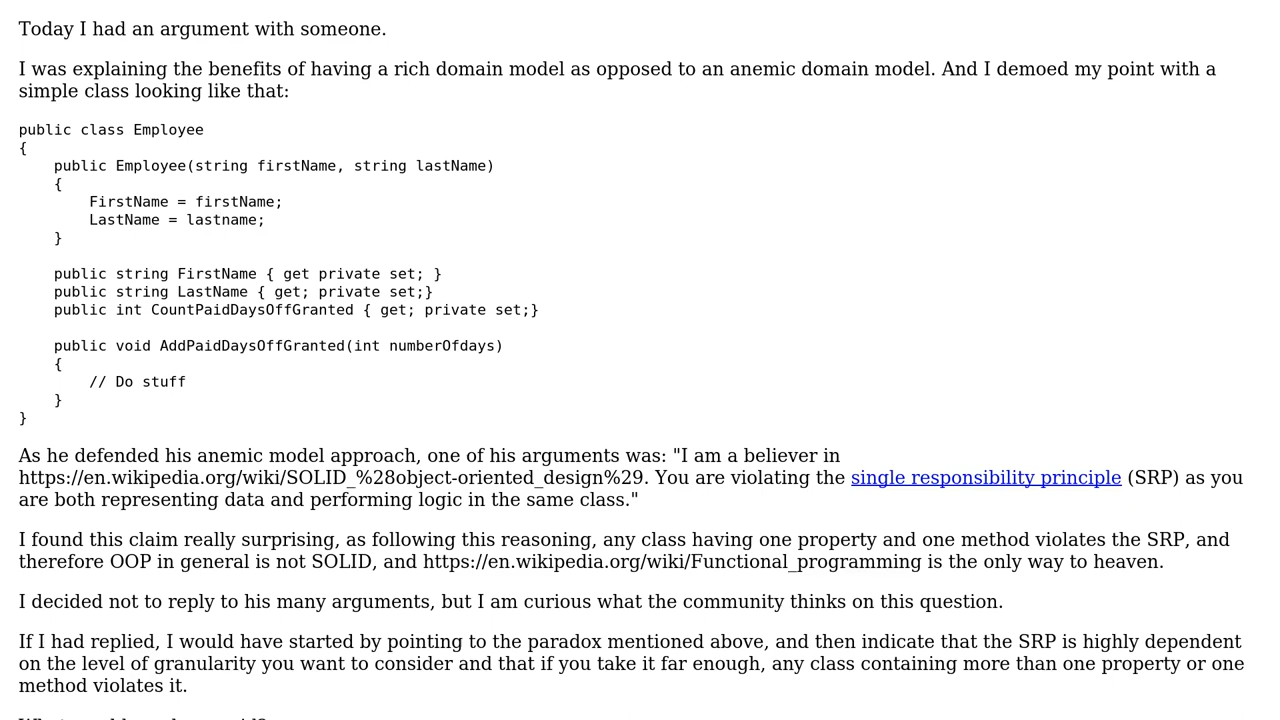 Today I had an argument with someone.
I was explaining the benefits of having a rich domain model as opposed to an anemic domain model. And I demoed my point with a
simple class looking like that:
public class Employee
{
    public Employee(string firstName, string lastName)
    {
        FirstName = firstName;
        LastName = lastname;
    }
    public string FirstName { get private set; }
    public string LastName { get; private set;}
    public int CountPaidDaysOffGranted { get; private set;}
    public void AddPaidDaysOffGranted(int numberOfdays)
    {
        // Do stuff
    }
}
As he defended his anemic model approach, one of his arguments was: "I am a believer in
https://en.wikipedia.org/wiki/SOLID_%28object-oriented_design%29. You are violating the single responsibility principle (SRP) as you
are both representing data and performing logic in the same class."
I found this claim really surprising, as following this reasoning, any class having one property and one method violates the SRP, and
therefore OOP in general is not SOLID, and https://en.wikipedia.org/wiki/Functional_programming is the only way to heaven.
I decided not to reply to his many arguments, but I am curious what the community thinks on this question.
If I had replied, I would have started by pointing to the paradox mentioned above, and then indicate that the SRP is highly dependent
on the level of granularity you want to consider and that if you take it far enough, any class containing more than one property or one
method violates it.